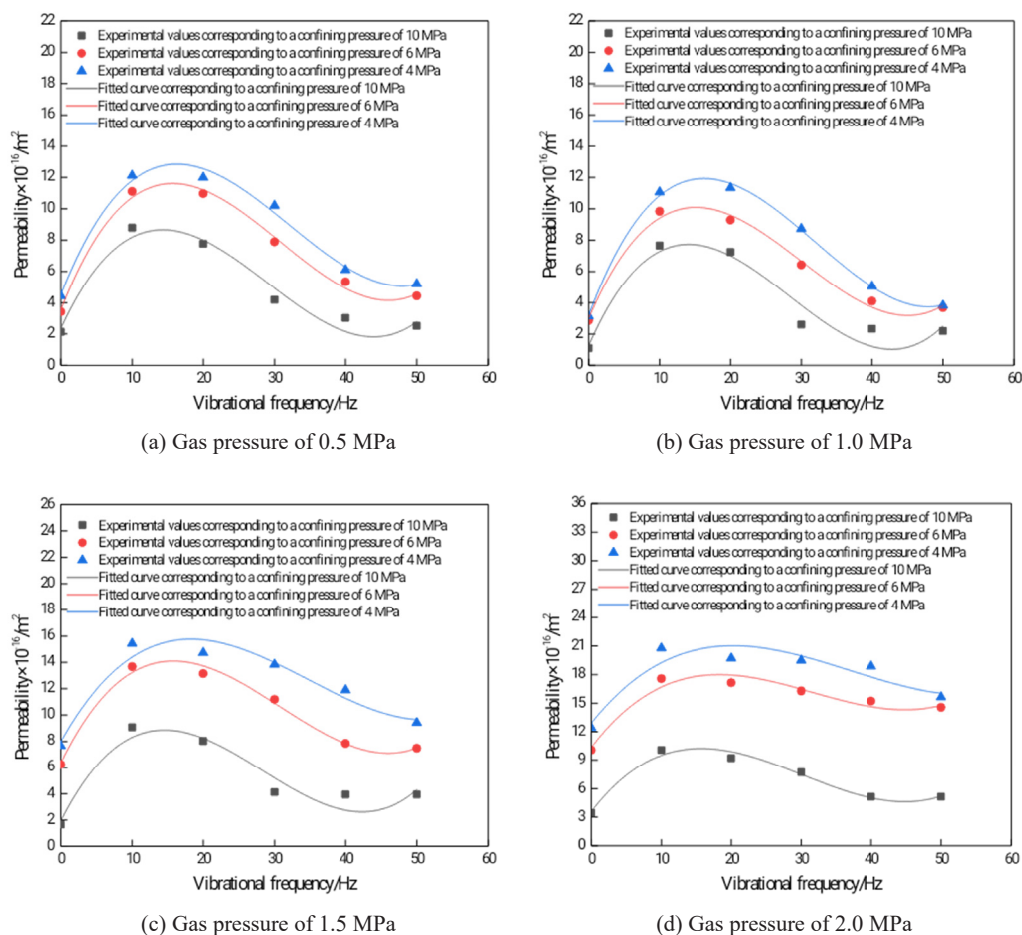 22
20
18
16
14
12
10
8
6
4
2
0
Permeability×10⁻¹⁶/m²
Experimental values corresponding to a confining pressure of 10 MPa
Experimental values corresponding to a confining pressure of 6 MPa
Experimental values corresponding to a confining pressure of 4 MPa
Fitted curve corresponding to a confining pressure of 10 MPa
Fitted curve corresponding to a confining pressure of 6 MPa
Fitted curve corresponding to a confining pressure of 4 MPa
0 10 20 30 40 50 60
Vibrational frequency/Hz
(a) Gas pressure of 0.5 MPa
22
20
18
16
14
12
10
8
6
4
2
0
Permeability×10⁻¹⁶/m²
Experimental values corresponding to a confining pressure of 10 MPa
Experimental values corresponding to a confining pressure of 6 MPa
Experimental values corresponding to a confining pressure of 4 MPa
Fitted curve corresponding to a confining pressure of 10 MPa
Fitted curve corresponding to a confining pressure of 6 MPa
Fitted curve corresponding to a confining pressure of 4 MPa
0 10 20 30 40 50 60
Vibrational frequency/Hz
(b) Gas pressure of 1.0 MPa
26
24
22
20
18
16
14
12
10
8
6
4
2
0
Permeability×10⁻¹⁶/m²
Experimental values corresponding to a confining pressure of 10 MPa
Experimental values corresponding to a confining pressure of 6 MPa
Experimental values corresponding to a confining pressure of 4 MPa
Fitted curve corresponding to a confining pressure of 10 MPa
Fitted curve corresponding to a confining pressure of 6 MPa
Fitted curve corresponding to a confining pressure of 4 MPa
0 10 20 30 40 50 60
Vibrational frequency/Hz
(c) Gas pressure of 1.5 MPa
36
33
30
27
24
21
18
15
12
9
6
3
0
Permeability×10⁻¹⁶/m²
Experimental values corresponding to a confining pressure of 10 MPa
Experimental values corresponding to a confining pressure of 6 MPa
Experimental values corresponding to a confining pressure of 4 MPa
Fitted curve corresponding to a confining pressure of 10 MPa
Fitted curve corresponding to a confining pressure of 6 MPa
Fitted curve corresponding to a confining pressure of 4 MPa
0 10 20 30 40 50 60
Vibrational frequency/Hz
(d) Gas pressure of 2.0 MPa